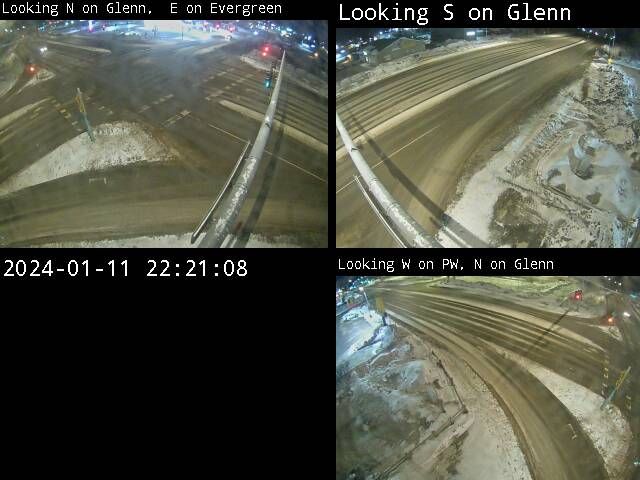 Looking N on Glenn,  E on Evergreen
Looking S on Glenn
2024-01-11 22:21:08
Looking W on PW, N on Glenn